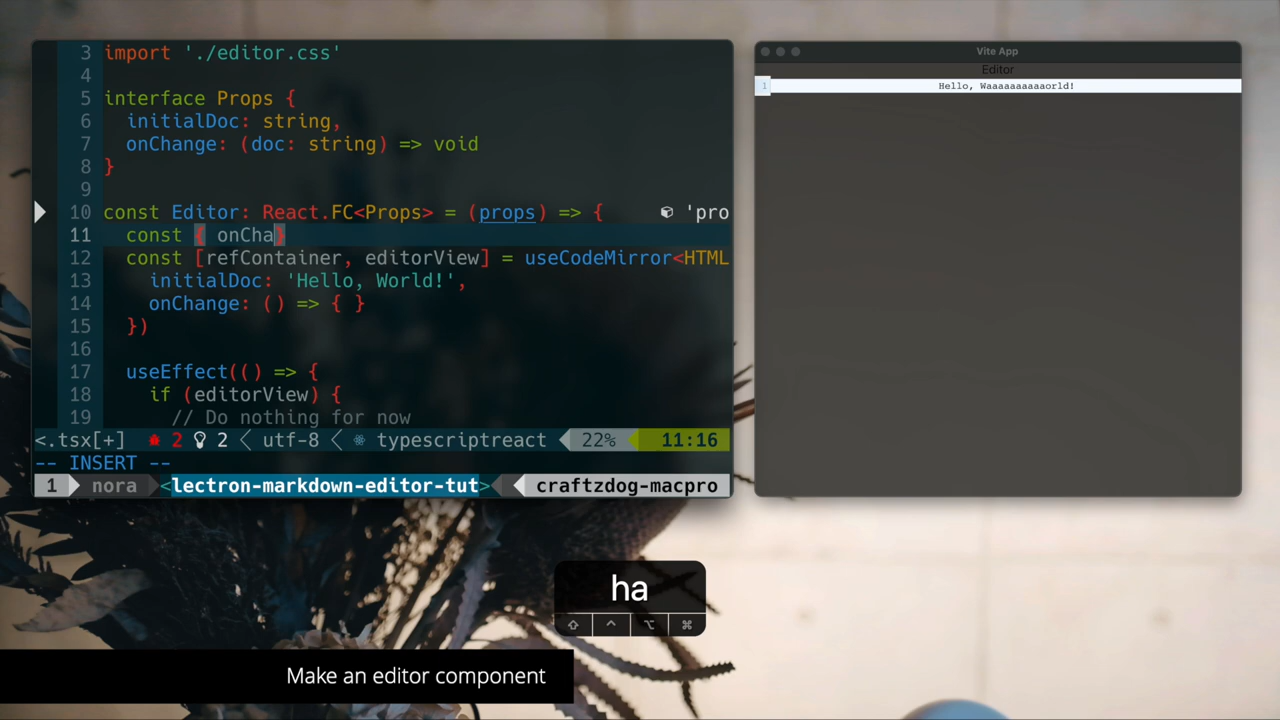 3 import './editor.css'
4
5 interface Props {
6 initialDoc: string,
7 onChange: (doc: string) => void
8 }
9
10 const Editor: React.FC<Props> = (props) => { 'pro
11 const { onCha}
12 const [refContainer, editorView] = useCodeMirror<HTML
13 initialDoc: 'Hello, World!',
14 onChange: () => { }
15 })
16
17 useEffect(() => {
18 if (editorView) {
19 // Do nothing for now
<.tsx[+] 2 2 utf-8 typescriptreact 22% 11:16
-- INSERT --
1 nora <lectron-markdown-editor-tut> craftzdog-macpro
Vite App
Editor
1 Hello, Waaaaaaaaaaorld!
ha
⇧ ^ ⌥ ⌘
Make an editor component